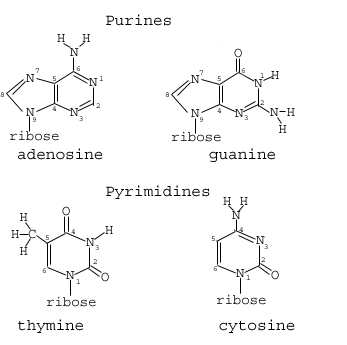 Purines
H H
N
6
7
N 5 N 1
8
4 2
N N 3
9
ribose
adenosine
O
6
7
N 5 N 1 H
8
4 2
N N 3 N H
9 H
ribose
guanine
Pyrimidines
O
H H
4
H C 5 N 3
H
6 2
N 1 O
ribose
thymine
H H
N
4
5 N 3
6 2
N 1 O
ribose
cytosine